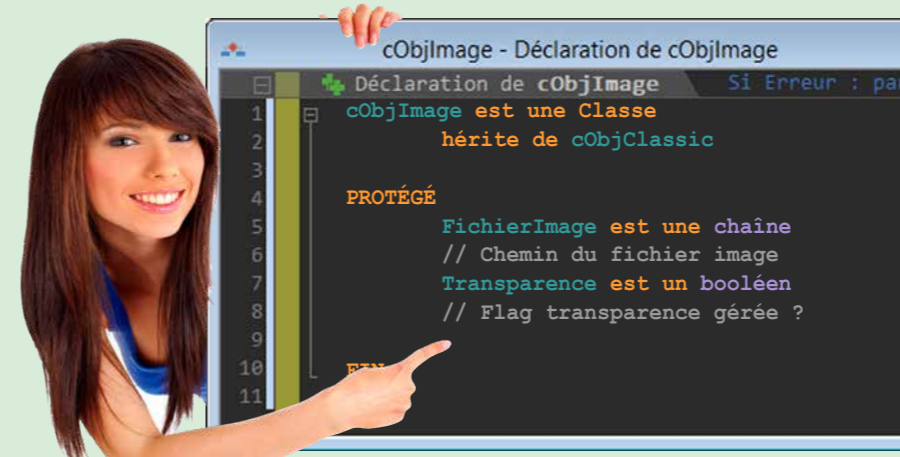 cObjImage - Déclaration de cObjImage
Déclaration de cObjImage Si Erreur : par
1 cObjImage est une Classe
2 hérite de cObjClassic
3
4 PROTÉGÉ
5 FichierImage est une chaîne
6 // Chemin du fichier image
7 Transparence est un booléen
8 // Flag transparence gérée ?
9
10 FIN
11